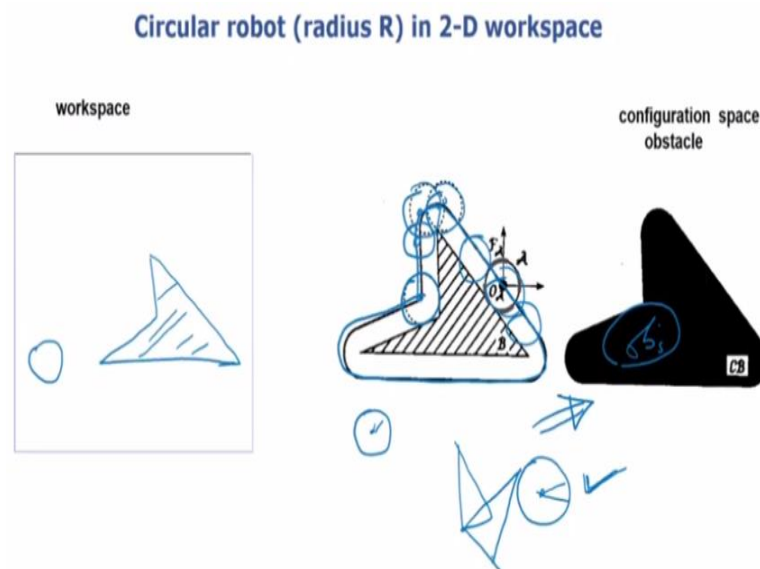 Circular robot (radius R) in 2-D workspace
workspace
configuration space
obstacle
λ
B
CB